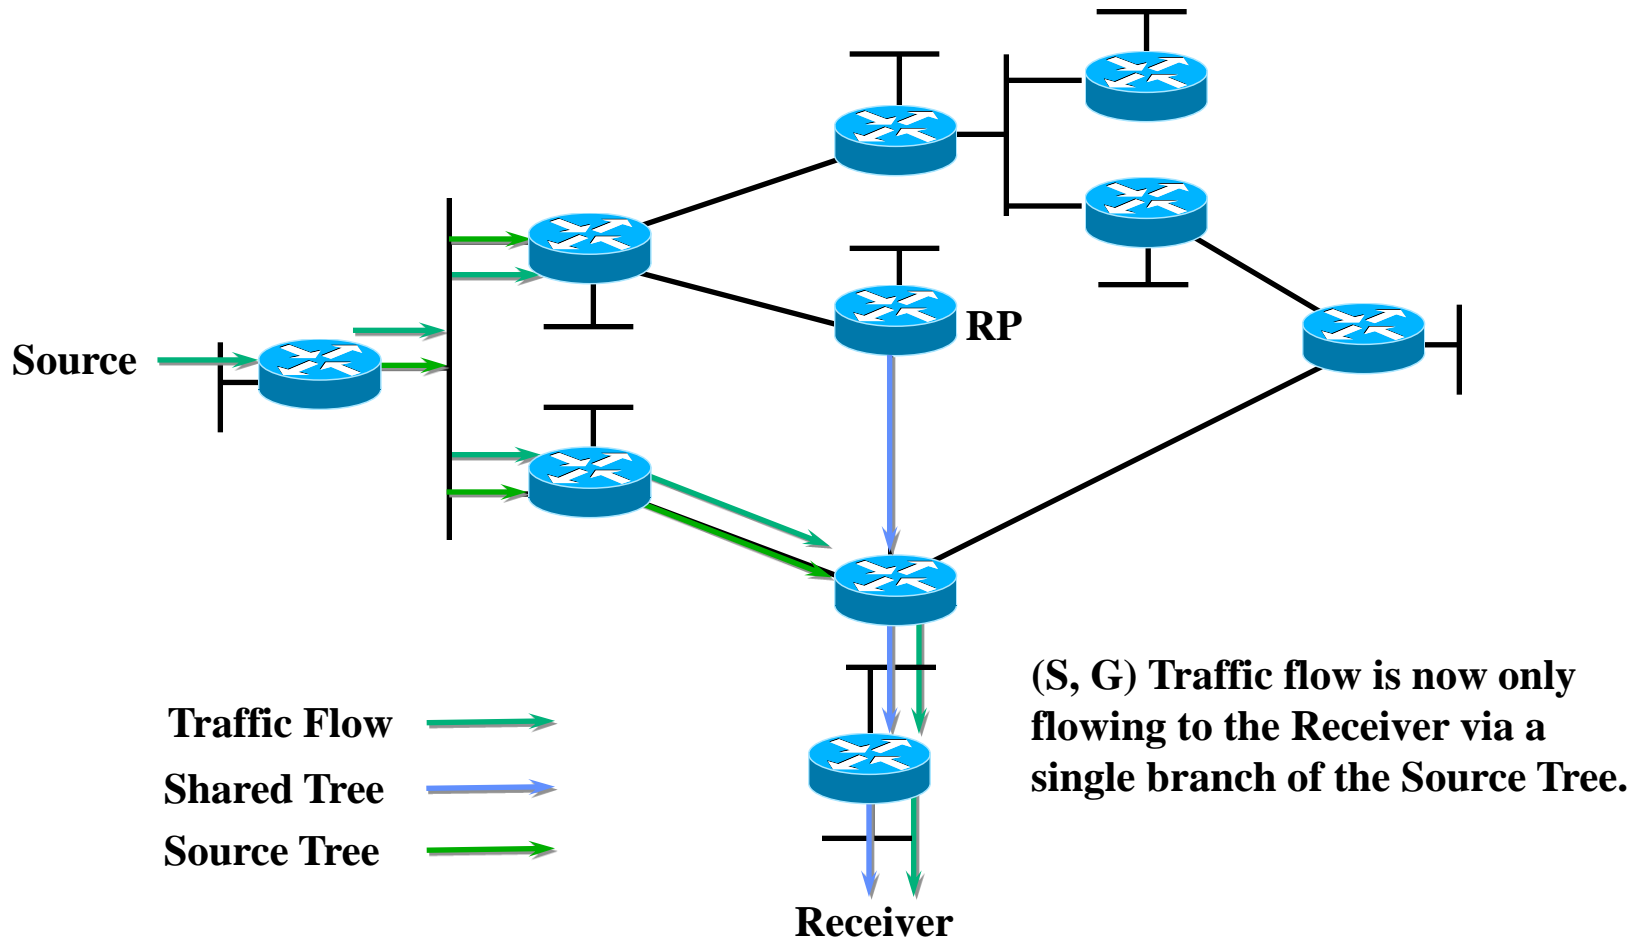 RP
Source
(S, G) Traffic flow is now only
flowing to the Receiver via a
single branch of the Source Tree.
Traffic Flow
Shared Tree
Source Tree
Receiver